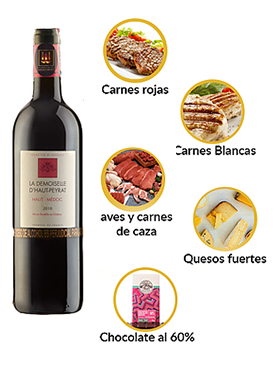 Carnes rojas
Carnes Blancas
aves y carnes
de caza
Quesos fuertes
Chocolate al 60%
LA DEMOISELLE
D'HAUT-PEYRAT
HAUT-MÉDOC
2016